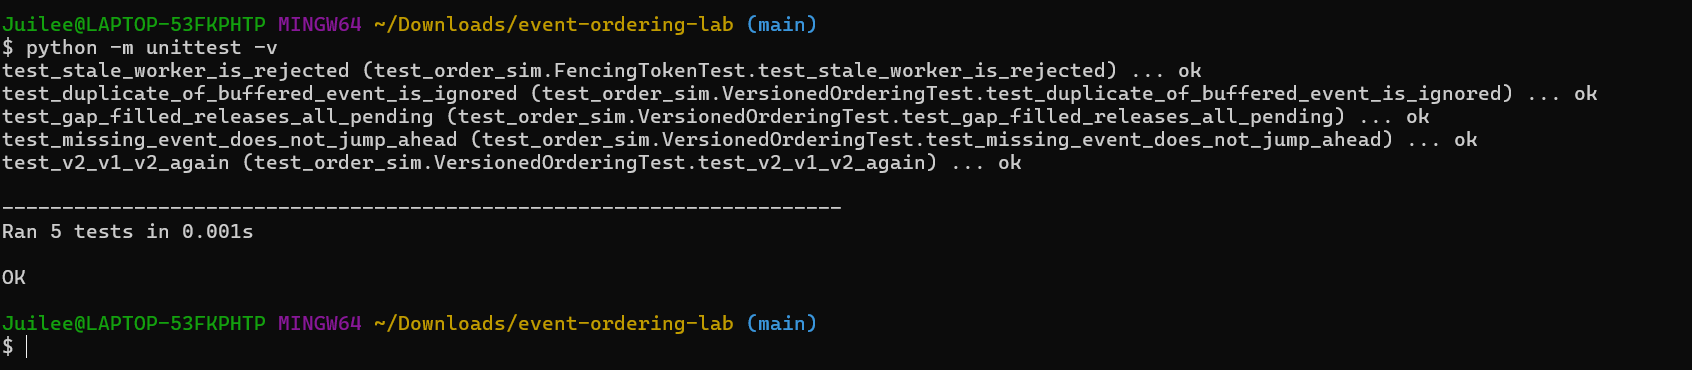 Juilee@LAPTOP-53FKPHTP MINGW64 ~/Downloads/event-ordering-lab (main)
$ python -m unittest -v
test_stale_worker_is_rejected (test_order_sim.FencingTokenTest.test_stale_worker_is_rejected) ... ok
test_duplicate_of_buffered_event_is_ignored (test_order_sim.VersionedOrderingTest.test_duplicate_of_buffered_event_is_ignored) ... ok
test_gap_filled_releases_all_pending (test_order_sim.VersionedOrderingTest.test_gap_filled_releases_all_pending) ... ok
test_missing_event_does_not_jump_ahead (test_order_sim.VersionedOrderingTest.test_missing_event_does_not_jump_ahead) ... ok
test_v2_v1_v2_again (test_order_sim.VersionedOrderingTest.test_v2_v1_v2_again) ... ok

----------------------------------------------------------------------
Ran 5 tests in 0.001s

OK

Juilee@LAPTOP-53FKPHTP MINGW64 ~/Downloads/event-ordering-lab (main)
$